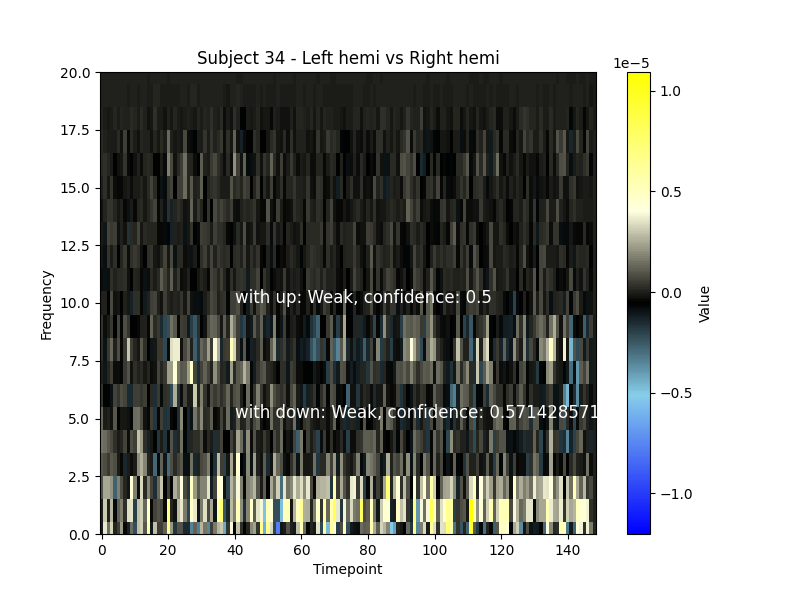 Subject 34 - Left hemi vs Right hemi
1e−5
20.0
17.5
15.0
12.5
10.0
7.5
5.0
2.5
0.0
Frequency
with up: Weak, confidence: 0.5
with down: Weak, confidence: 0.571428571
0 20 40 60 80 100 120 140
Timepoint
1.0
0.5
0.0
−0.5
−1.0
Value